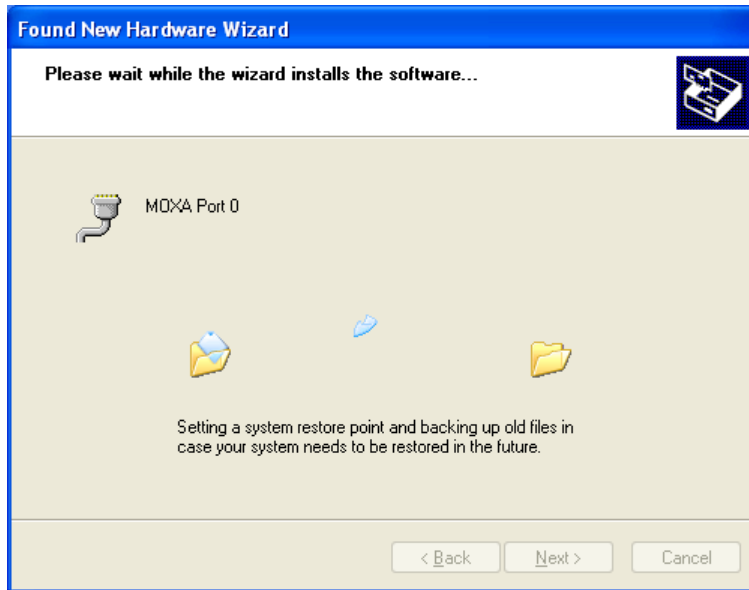 Found New Hardware Wizard
Please wait while the wizard installs the software...
MOXA Port 0
Setting a system restore point and backing up old files in
case your system needs to be restored in the future.
< Back Next > Cancel